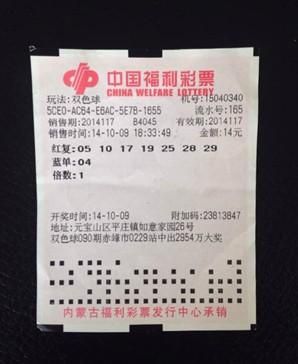 中国福利彩票
CHINA WELFARE LOTTERY
玩法:双色球 机号:15040340
5CE0-AC64-E6AC-5E7B-1655 流水号:165
销售期:2014117 B4045 有效期:2014117
销售时间:14-10-09 18:33:49 金额:14元
红复:05 10 17 19 25 28 29
蓝单:04
倍数:1
开奖时间:14-10-09 附加码:23813847
地址:元宝山区平庄镇如意家园26号
双色球090期赤峰市0229站中出2954万大奖
内蒙古福利彩票发行中心承销